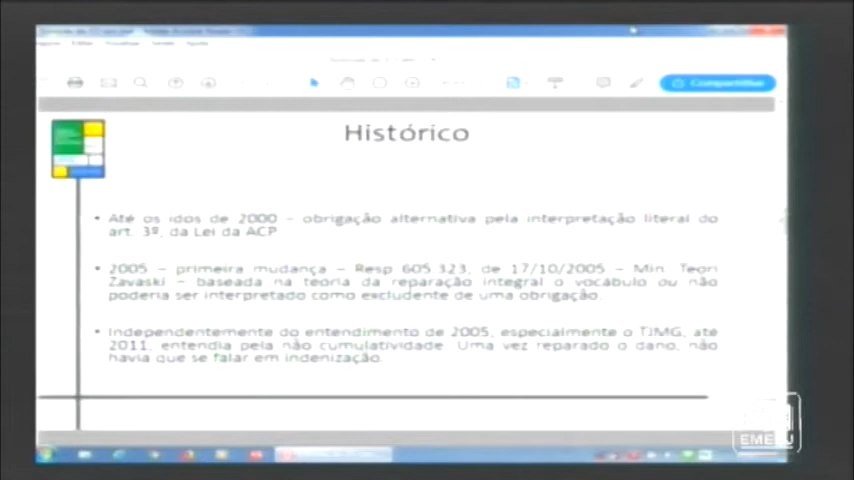 Compartilhar
Histórico
• Até os idos de 2000 – obrigação alternativa pela interpretação literal do
art. 3º, da Lei da ACP
• 2005 – primeira mudança – Resp 605.323, de 17/10/2005 – Min. Teori
Zavaski – baseada na teoria da reparação integral o vocábulo ou não
poderia ser interpretado como excludente de uma obrigação.
• Independentemente do entendimento de 2005, especialmente o TJMG, até
2011, entendia pela não cumulatividade. Uma vez reparado o dano, não
havia que se falar em indenização.